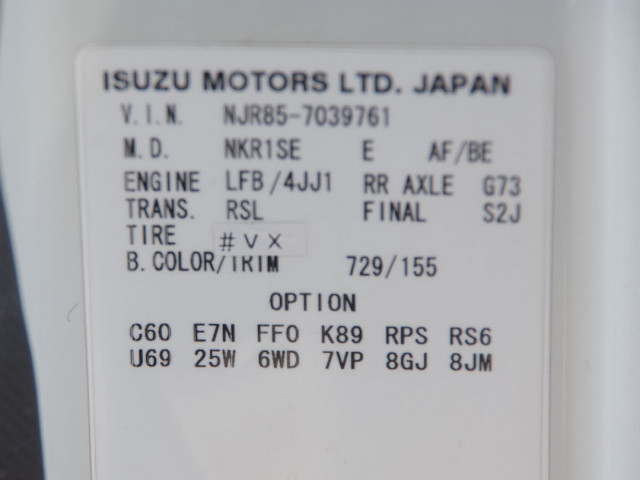 ISUZU MOTORS LTD. JAPAN
V.I.N. NJR85-7039761
M.D. NKR1SE E AF/BE
ENGINE LFB/4JJ1 RR AXLE G73
TRANS. RSL FINAL S2J
TIRE #VX
B.COLOR/TRIM 729/155
OPTION
C60 E7N FF0 K89 RPS RS6
U69 25W 6WD 7VP 8GJ 8JM